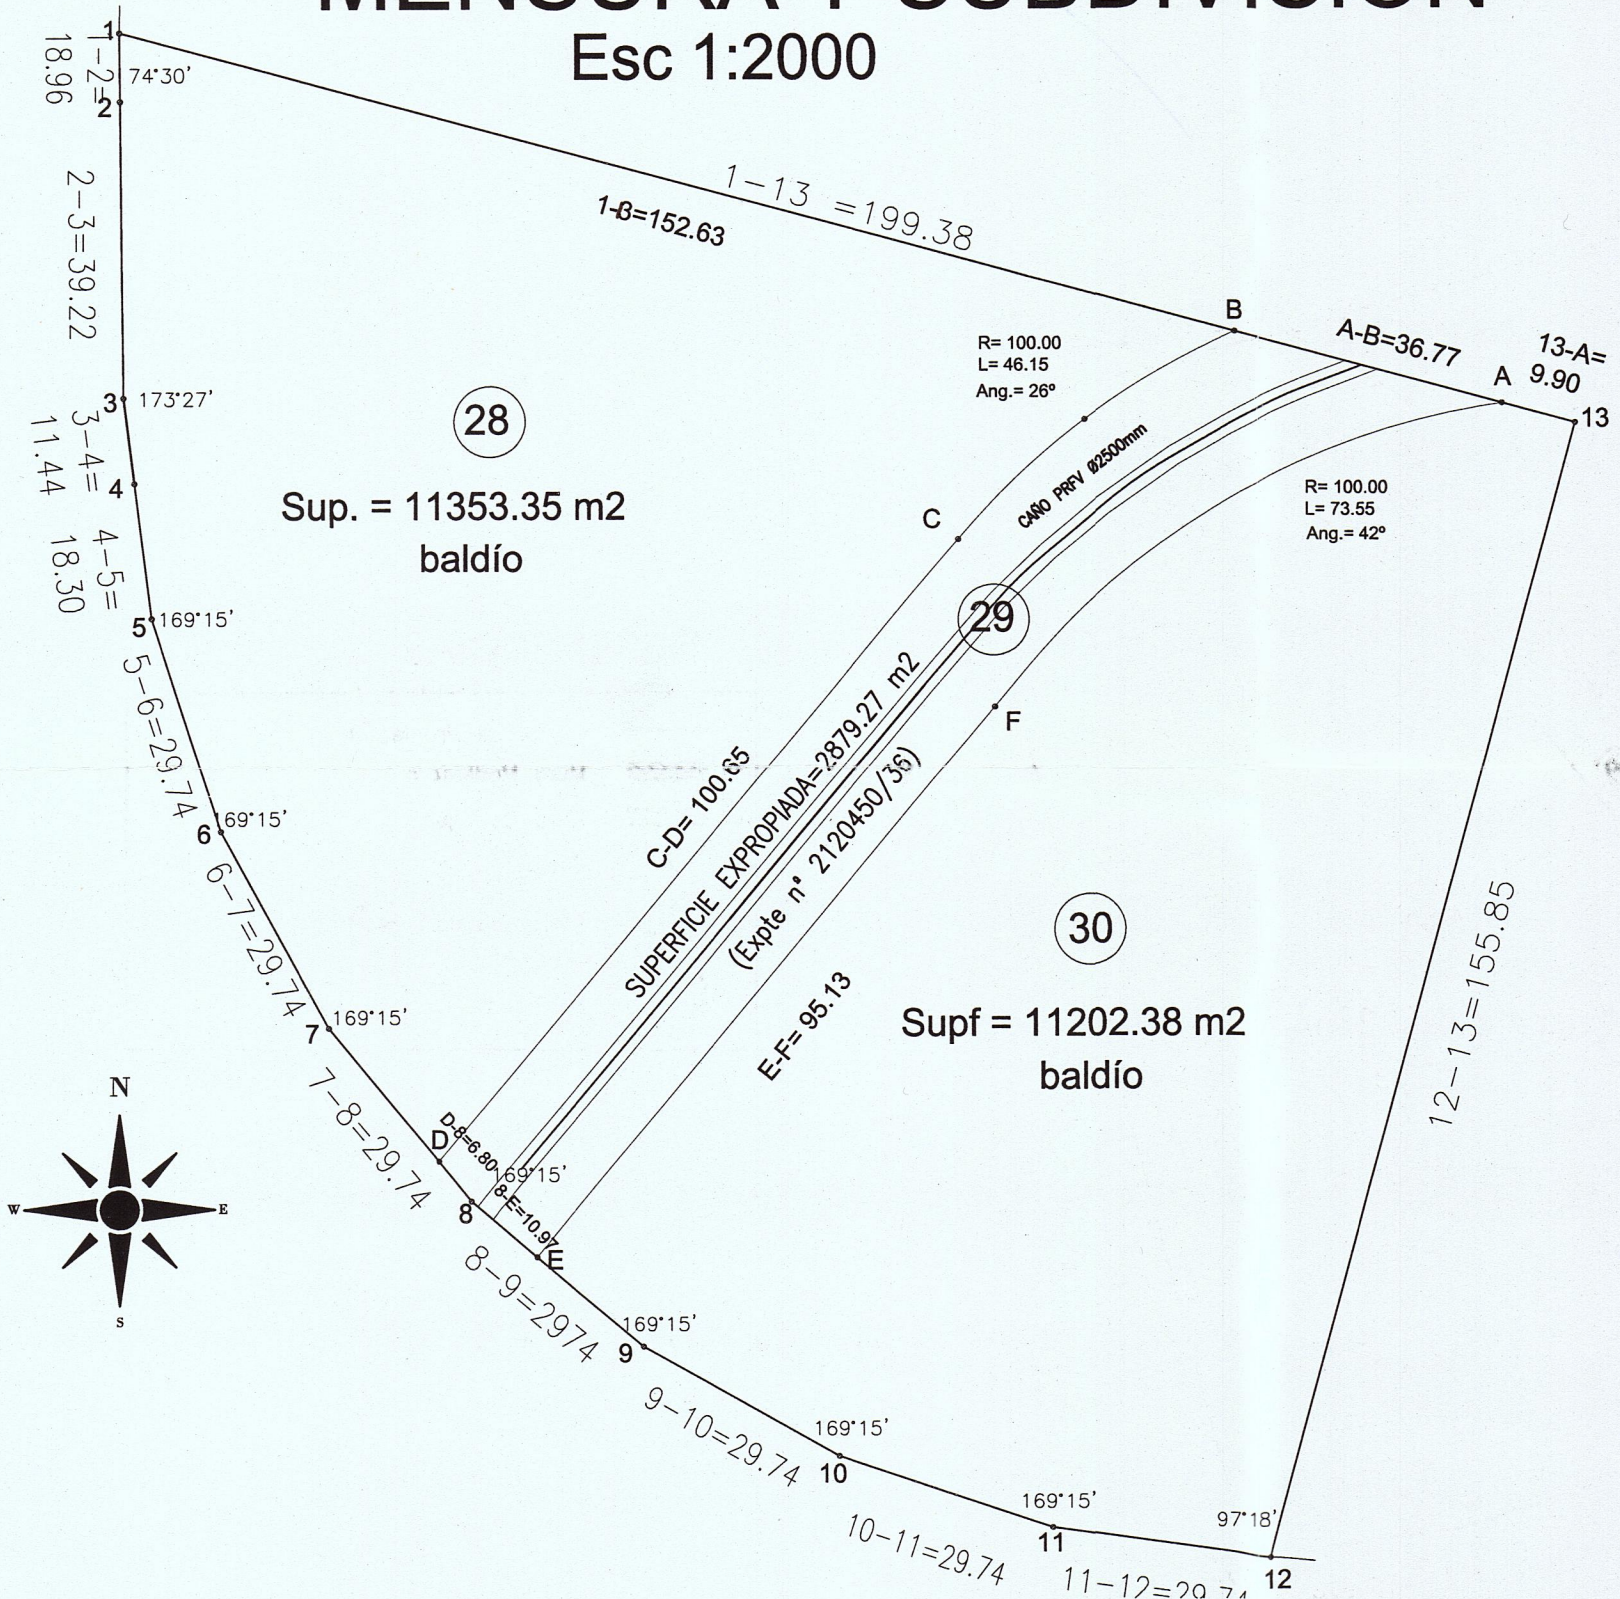 MENSURA Y SUBDIVISION
Esc 1:2000
1
1-2=
18.96
74°30'
2
2-3=39.22
1-13 =199.38
1-B=152.63
B
A-B=36.77
13-A=
9.90
A
13
R= 100.00
L= 46.15
Ang.= 26º
3
173°27'
3-4=
11.44
4
28
Sup. = 11353.35 m2
baldío
CAÑO PRFV Ø2500mm
R= 100.00
L= 73.55
Ang.= 42º
C
4-5=
18.30
5
169°15'
29
5-6=29.74
F
6
169°15'
C-D= 100.65
SUPERFICIE EXPROPIADA=2879.27 m2
(Expte n° 2120450/36)
6-7=29.74
30
Supf = 11202.38 m2
baldío
E-F= 95.13
12-13=155.85
7
169°15'
7-8=29.74
N
W
E
S
D
D-8=6.80
169°15'
8
8-E=10.97
E
8-9=2974
9
169°15'
9-10=29.74
10
169°15'
10-11=29.74
11
169°15'
11-12=29.74
97°18'
12